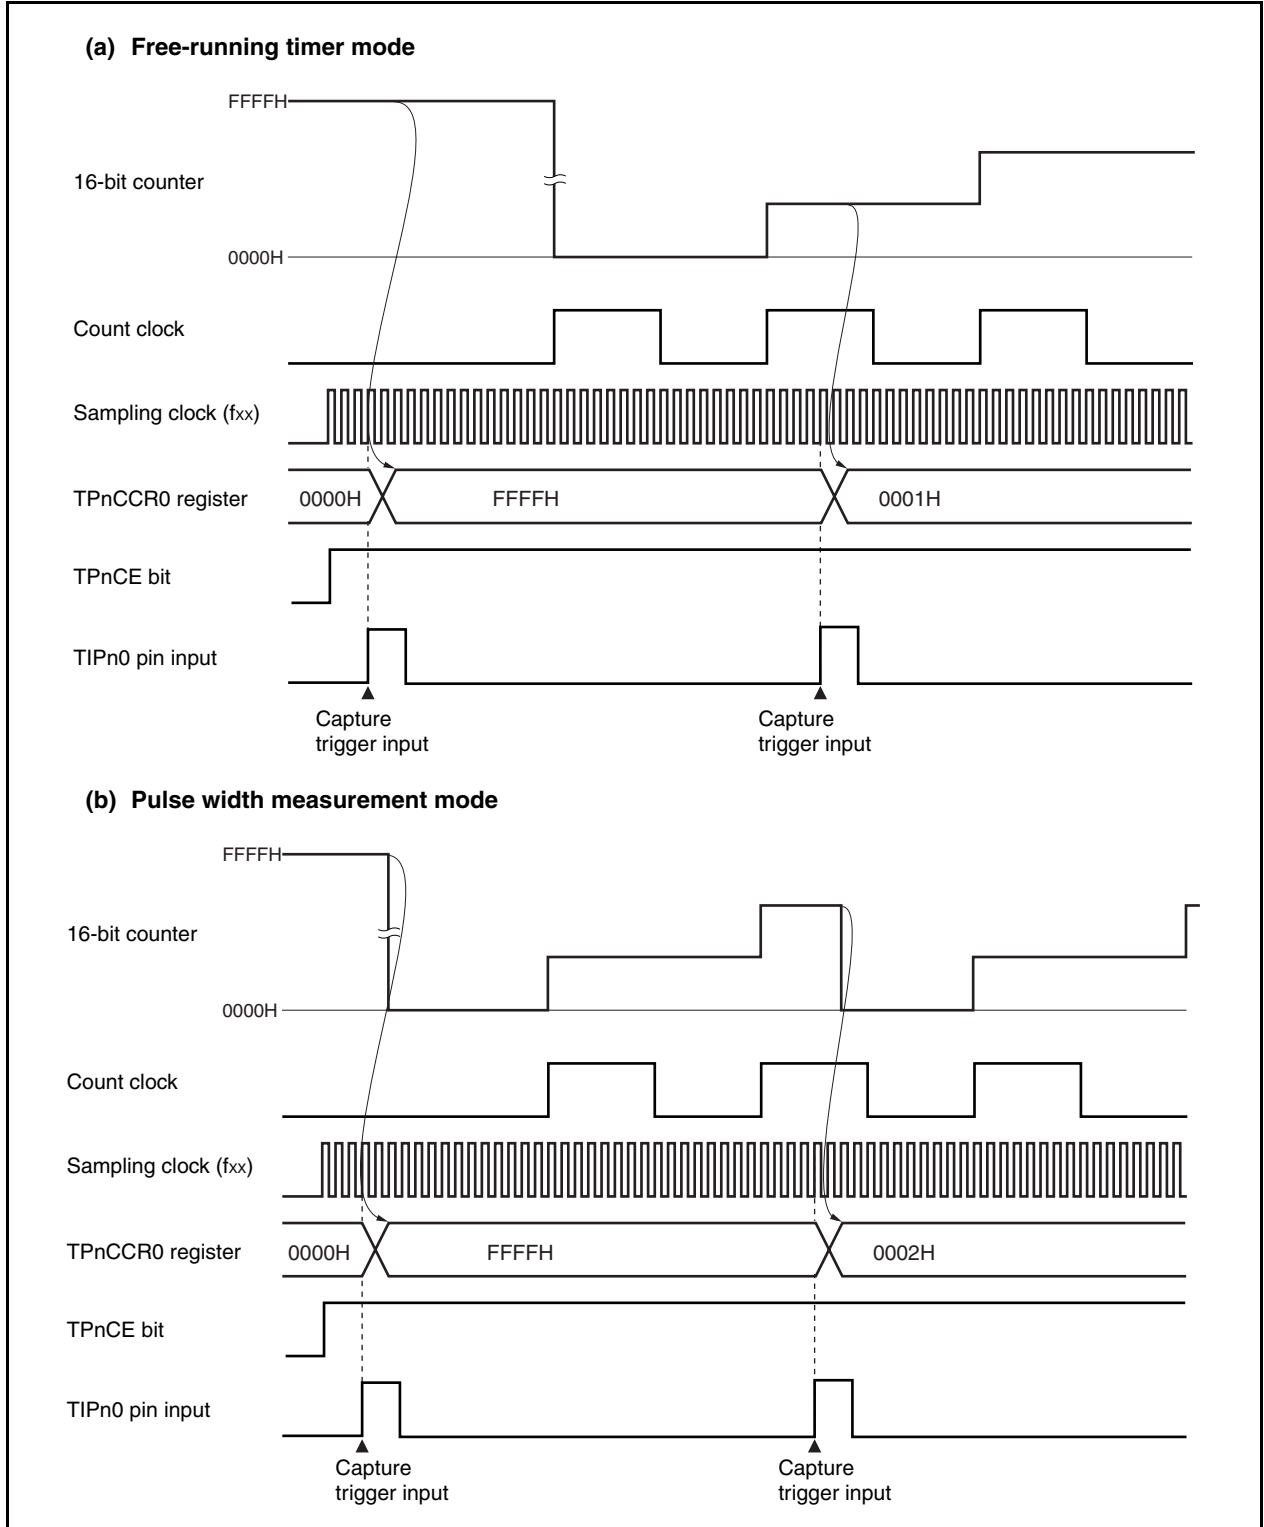 (a) Free-running timer mode
FFFFH
16-bit counter
0000H
Count clock
Sampling clock (fxx)
TPnCCR0 register 0000H FFFFH 0001H
TPnCE bit
TIPn0 pin input
Capture trigger input
Capture trigger input
(b) Pulse width measurement mode
FFFFH
16-bit counter
0000H
Count clock
Sampling clock (fxx)
TPnCCR0 register 0000H FFFFH 0002H
TPnCE bit
TIPn0 pin input
Capture trigger input
Capture trigger input